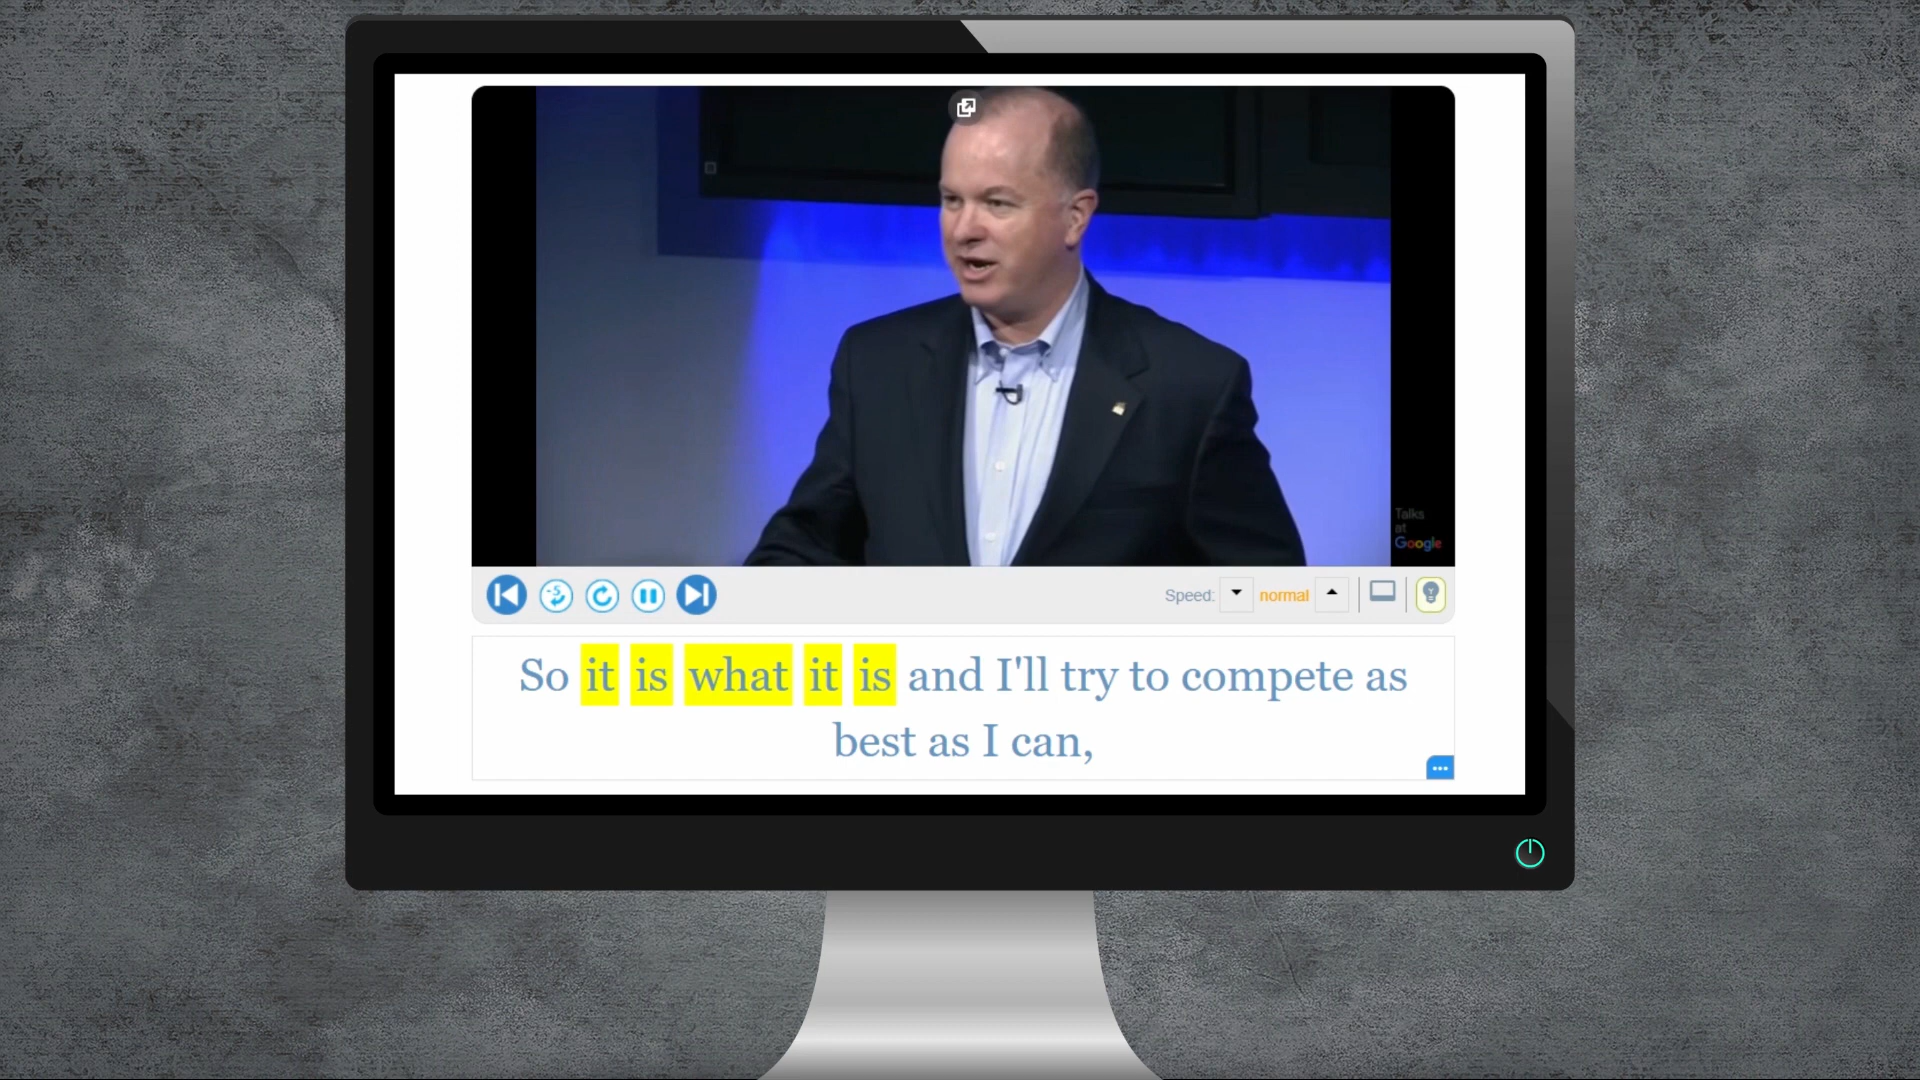 Talks
at
Google
-5
Speed: normal
So it is what it is and I'll try to compete as
best as I can,